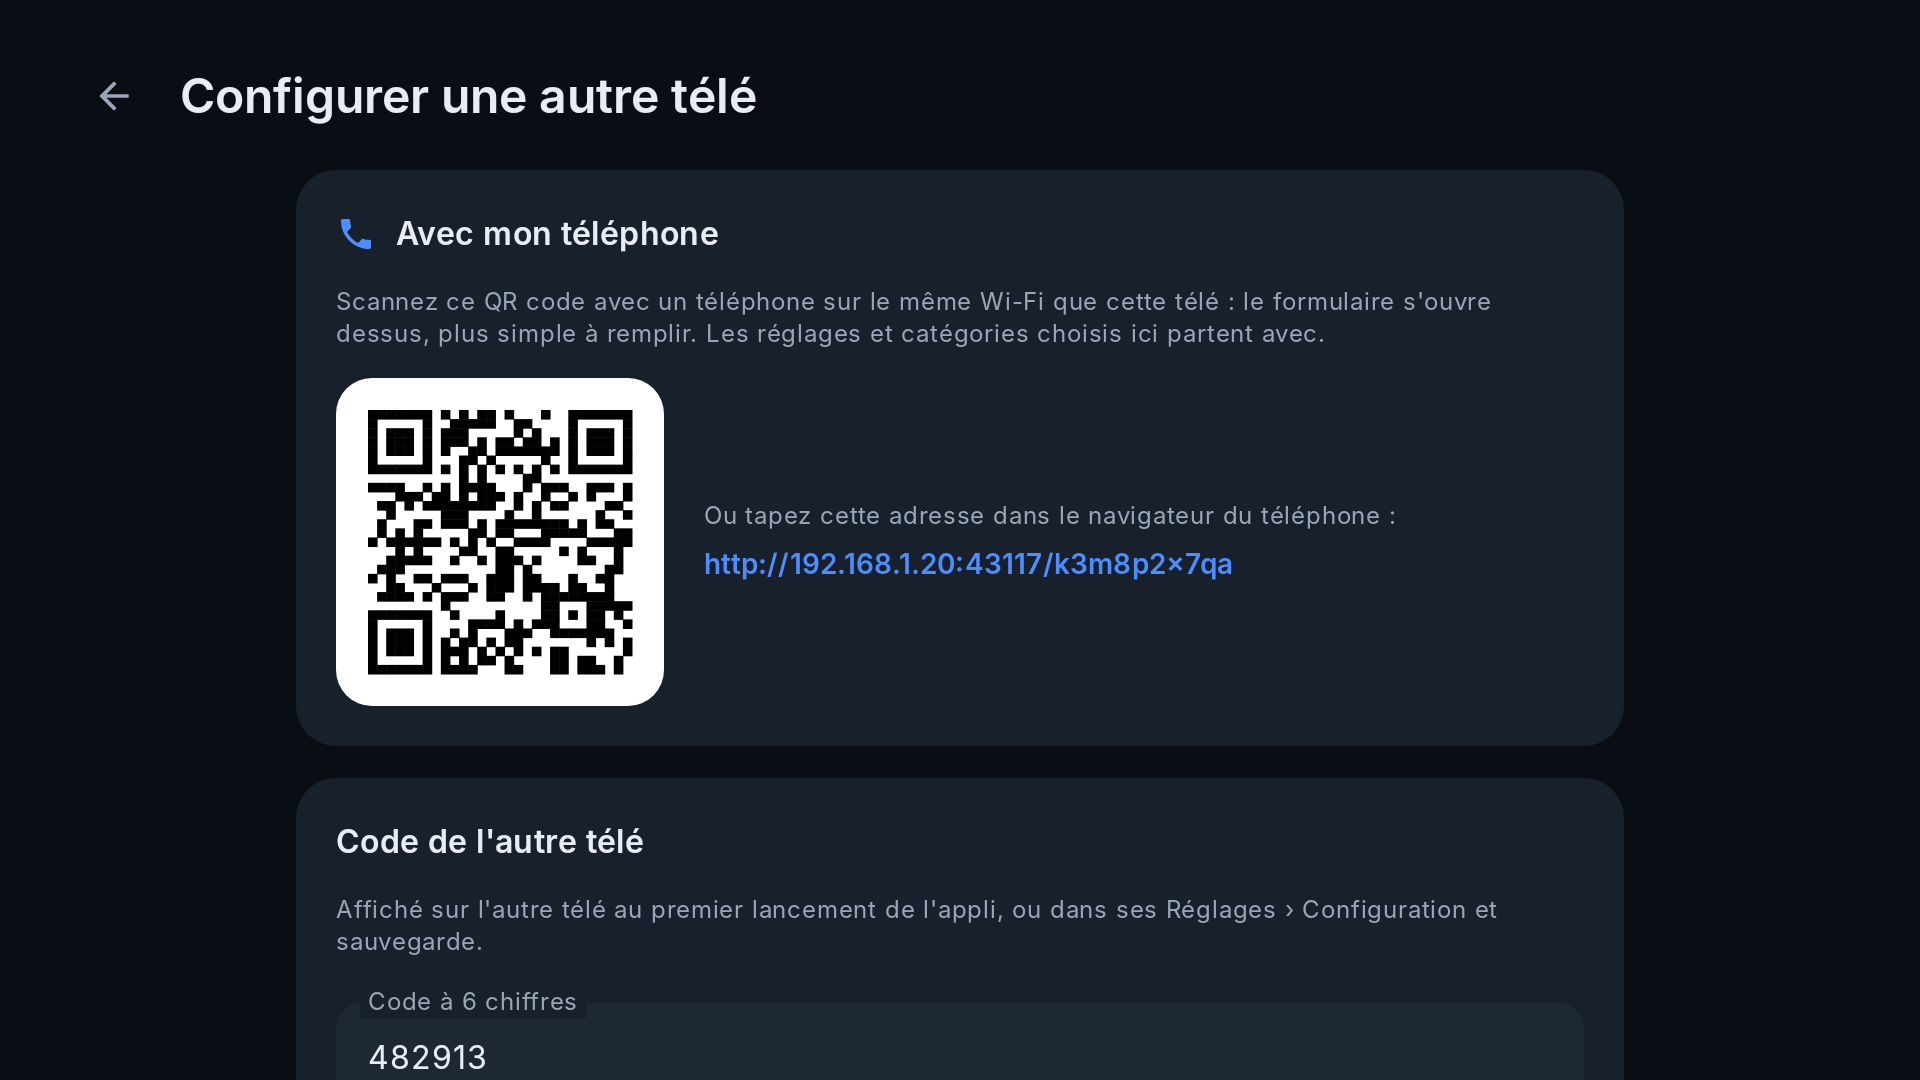 Configurer une autre télé
Avec mon téléphone
Scannez ce QR code avec un téléphone sur le même Wi-Fi que cette télé : le formulaire s'ouvre
dessus, plus simple à remplir. Les réglages et catégories choisis ici partent avec.
Ou tapez cette adresse dans le navigateur du téléphone :
http://192.168.1.20:43117/k3m8p2×7qa
Code de l'autre télé
Affiché sur l'autre télé au premier lancement de l'appli, ou dans ses Réglages › Configuration et
sauvegarde.
Code à 6 chiffres
482913